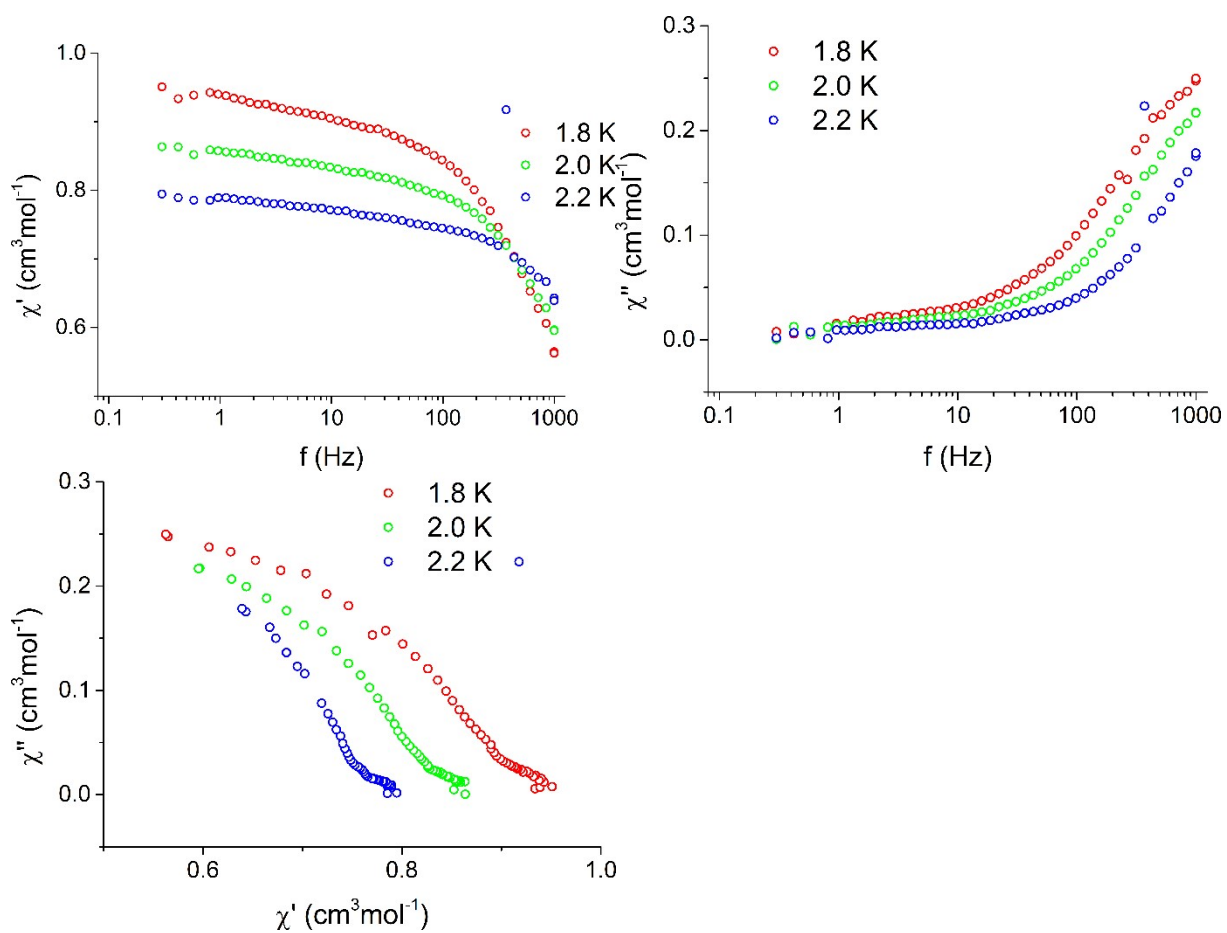 1.0
0.8
0.6
χ' (cm³mol⁻¹)
1.8 K
2.0 K
2.2 K
0.1 1 10 100 1000
f (Hz)
0.3
0.2
0.1
0.0
χ'' (cm³mol⁻¹)
1.8 K
2.0 K
2.2 K
0.1 1 10 100 1000
f (Hz)
0.3
0.2
0.1
0.0
χ'' (cm³mol⁻¹)
1.8 K
2.0 K
2.2 K
0.6 0.8 1.0
χ' (cm³mol⁻¹)